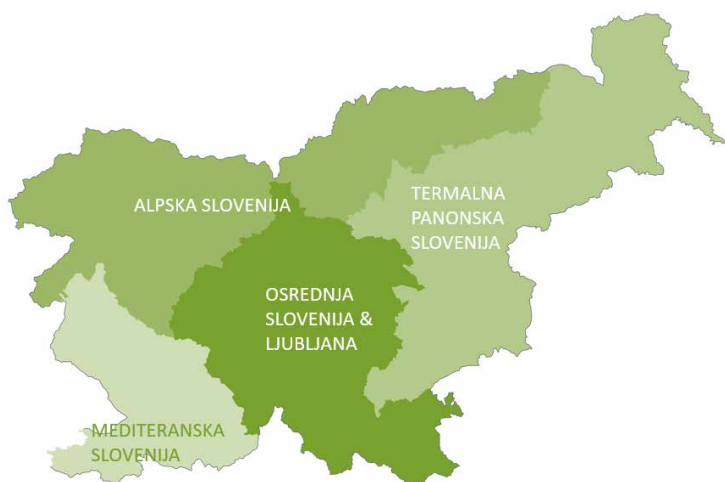 ALPSKA SLOVENIJA
TERMALNA
PANONSKA
SLOVENIJA
OSREDNJA
SLOVENIJA &
LJUBLJANA
MEDITERANSKA
SLOVENIJA